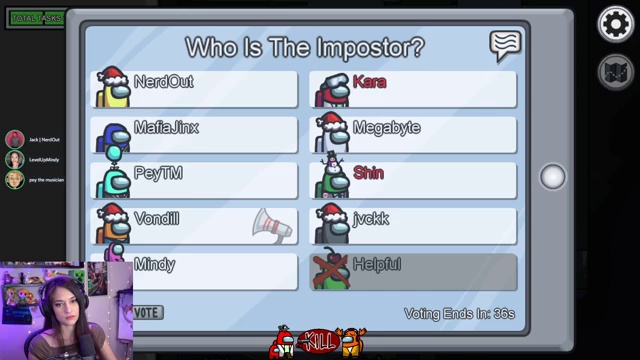 TOTAL TASKS
Who Is The Impostor?
NerdOut
Kara
MafiaJinx
Megabyte
PeyTM
Shin
Vondill
jvckk
Mindy
Helpful
Jack | NerdOut
LevelUpMindy
pey the musician
VOTE
Voting Ends In: 36s
KILL